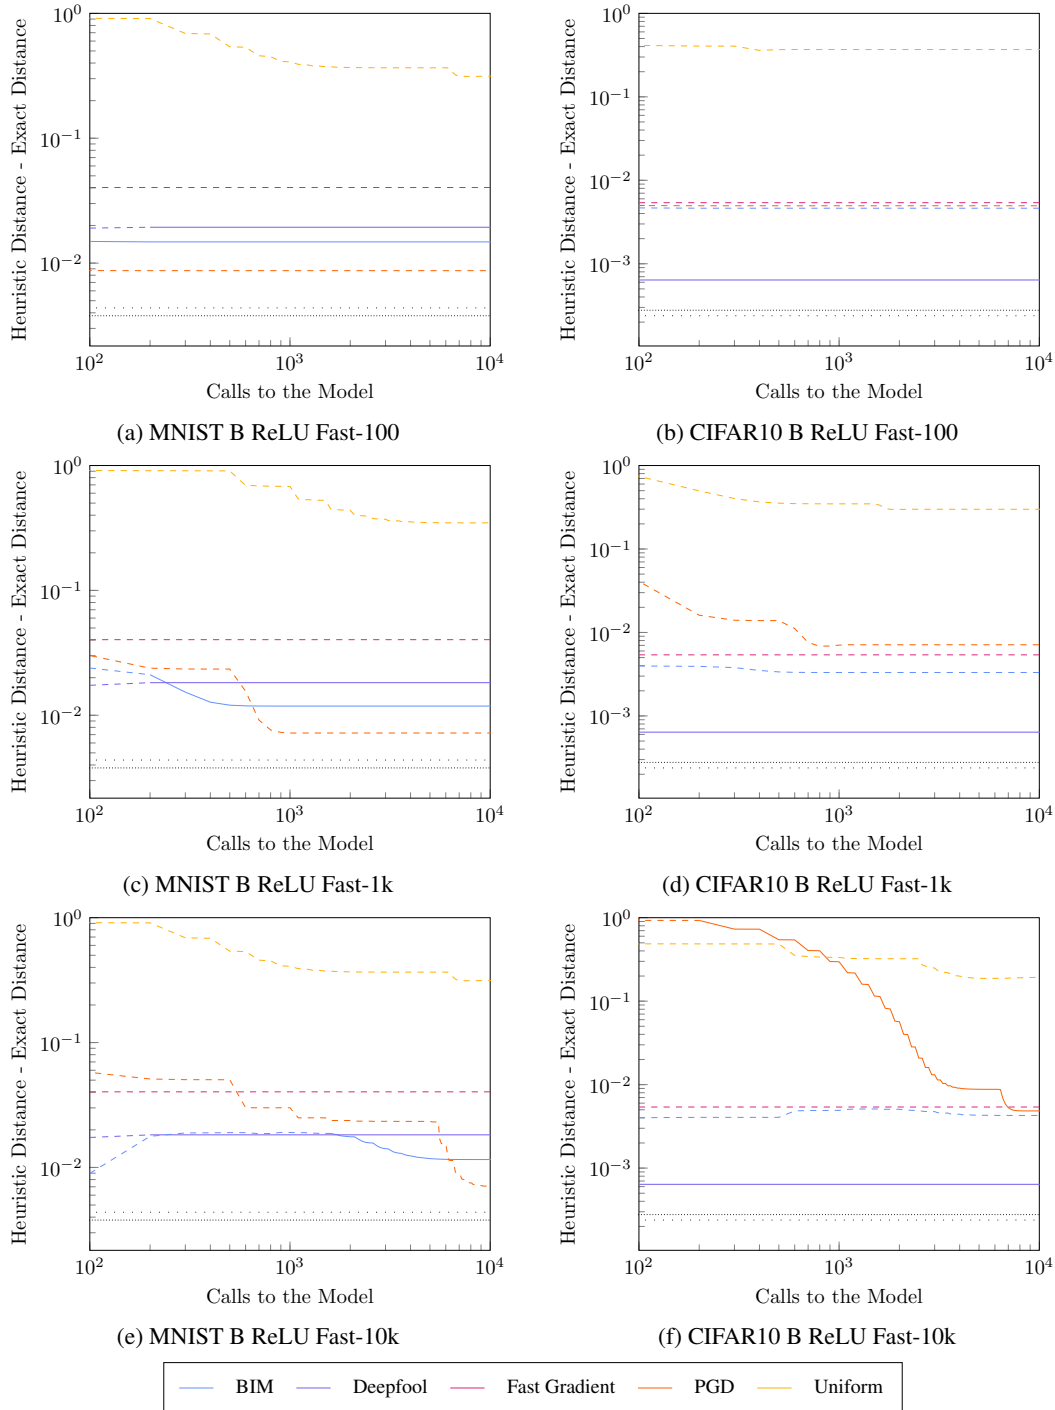 10^0
10^-1
10^-2
10^2 10^3 10^4
Heuristic Distance - Exact Distance
Calls to the Model
(a) MNIST B ReLU Fast-100
10^0
10^-1
10^-2
10^-3
10^2 10^3 10^4
Heuristic Distance - Exact Distance
Calls to the Model
(b) CIFAR10 B ReLU Fast-100
10^0
10^-1
10^-2
10^2 10^3 10^4
Heuristic Distance - Exact Distance
Calls to the Model
(c) MNIST B ReLU Fast-1k
10^0
10^-1
10^-2
10^-3
10^2 10^3 10^4
Heuristic Distance - Exact Distance
Calls to the Model
(d) CIFAR10 B ReLU Fast-1k
10^0
10^-1
10^-2
10^2 10^3 10^4
Heuristic Distance - Exact Distance
Calls to the Model
(e) MNIST B ReLU Fast-10k
10^0
10^-1
10^-2
10^-3
10^2 10^3 10^4
Heuristic Distance - Exact Distance
Calls to the Model
(f) CIFAR10 B ReLU Fast-10k
BIM Deepfool Fast Gradient PGD Uniform